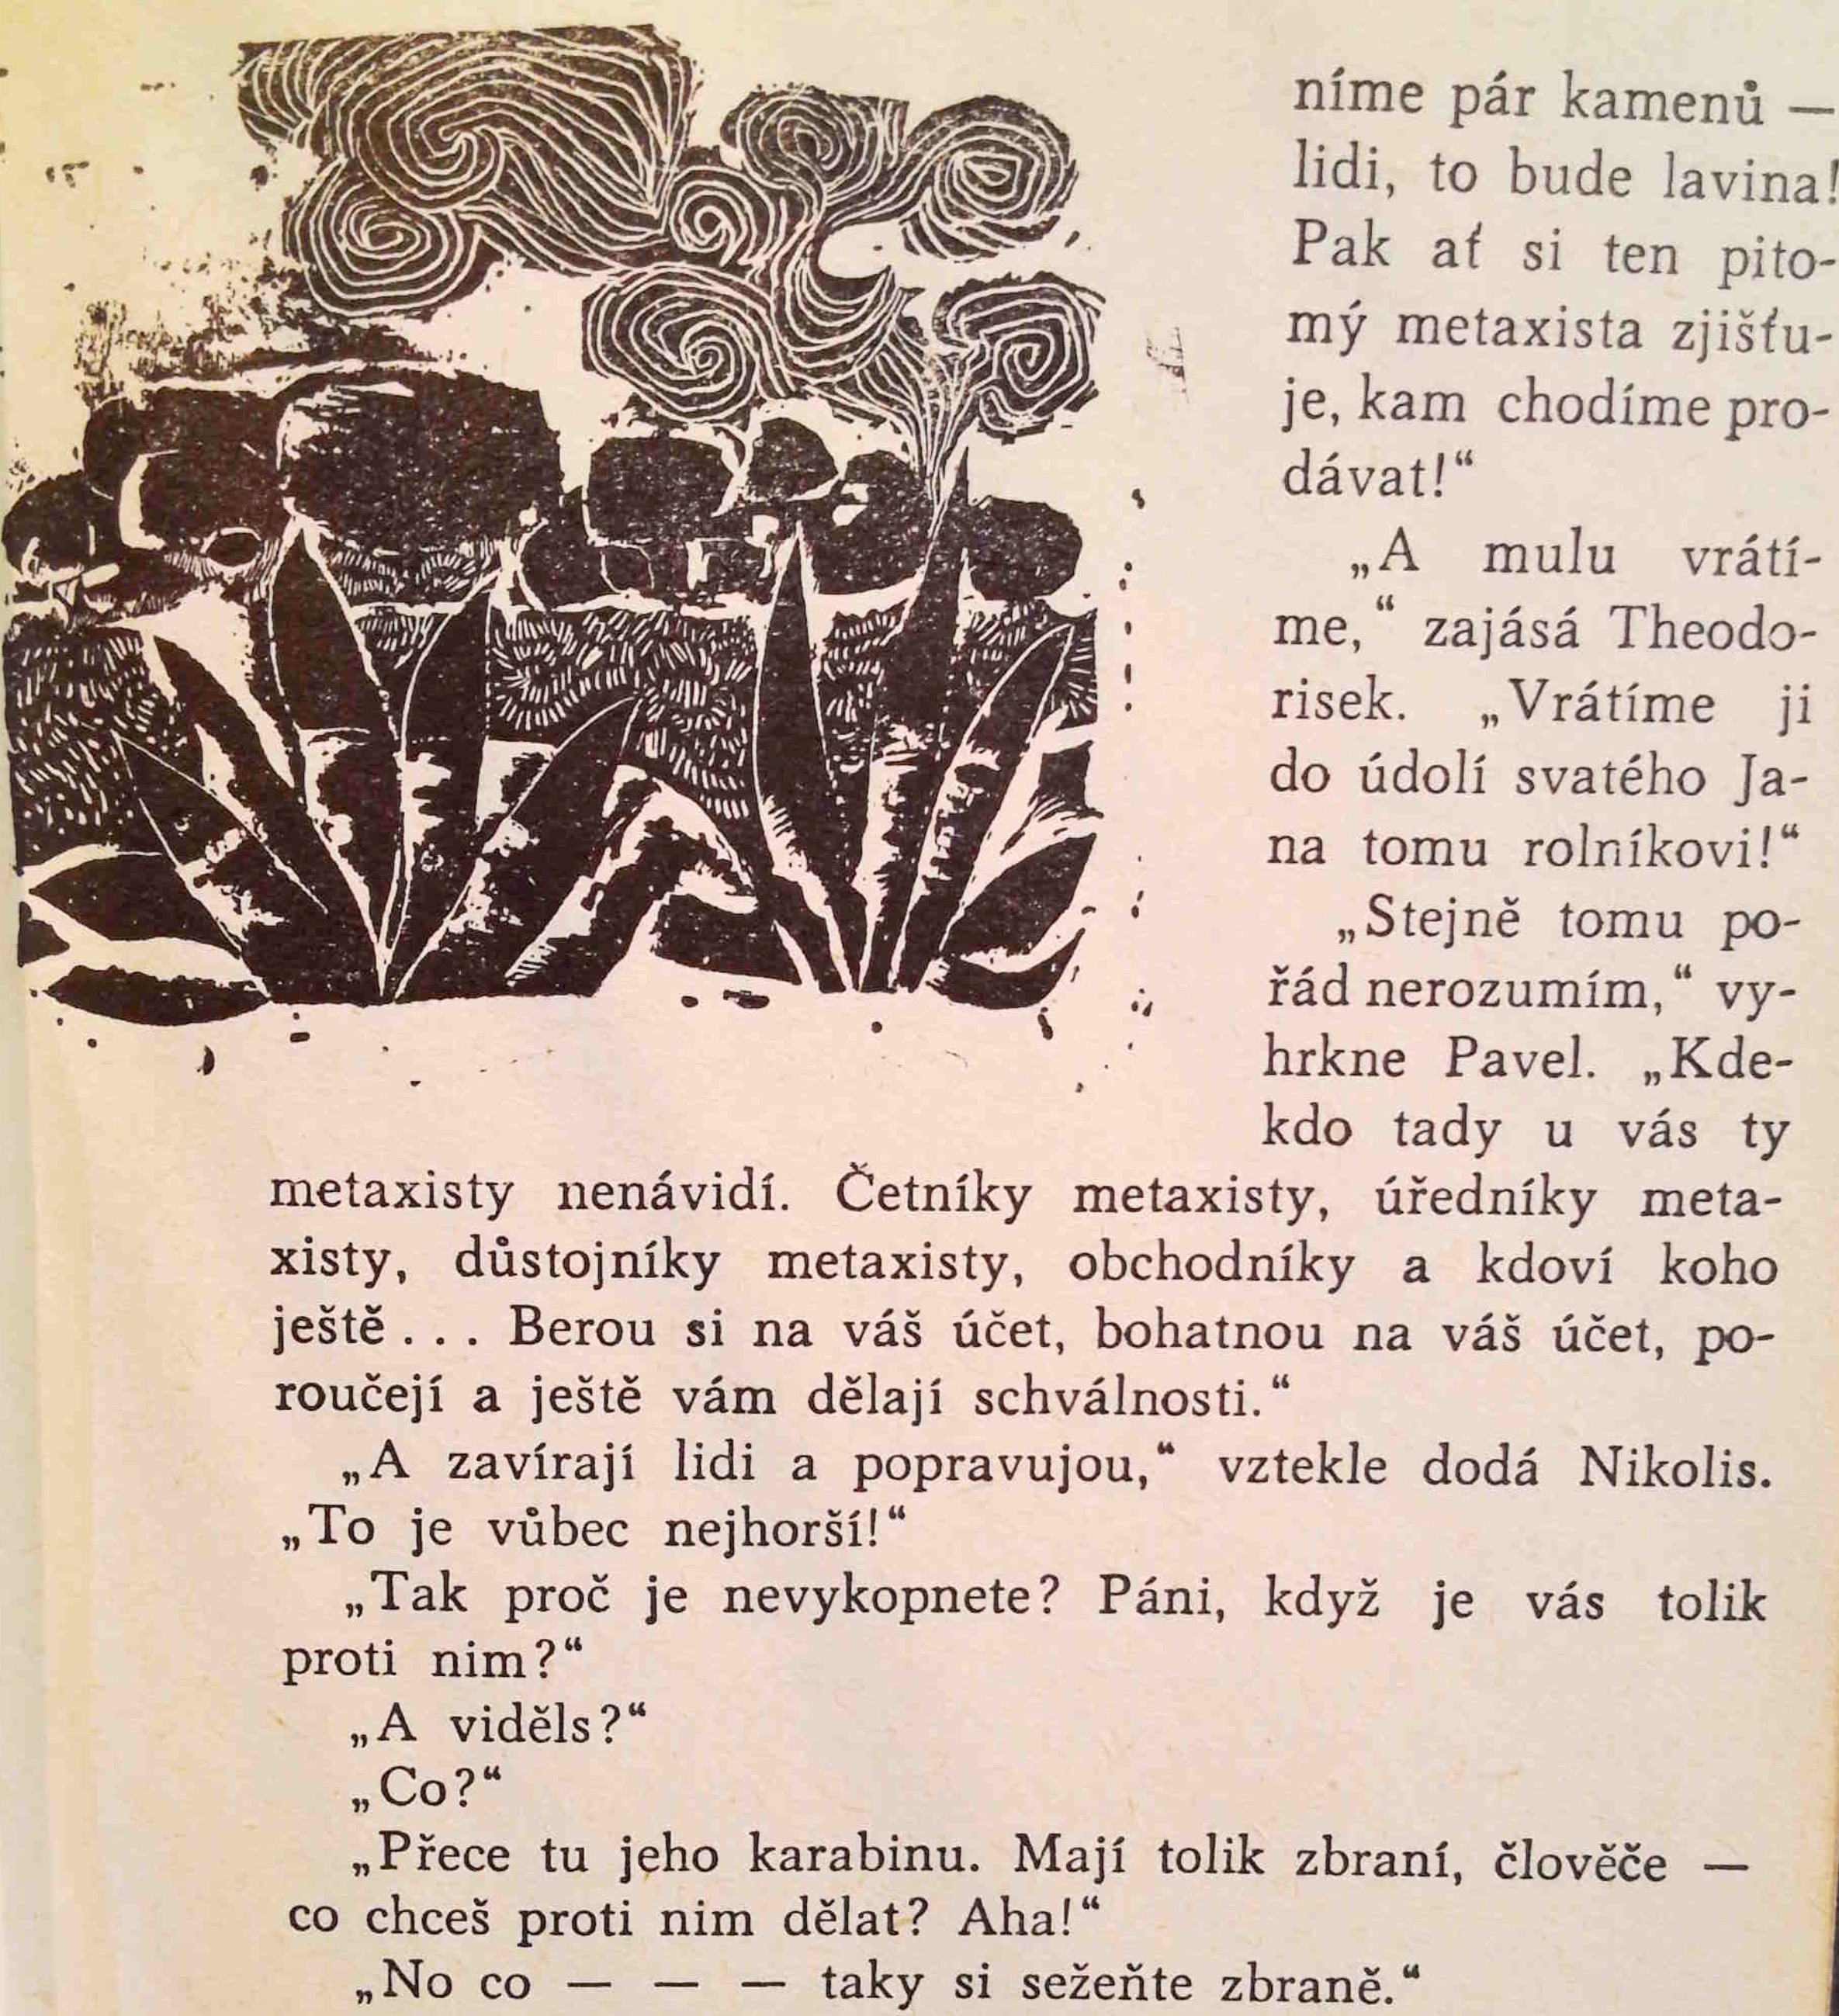 níme pár kamenů —
lidi, to bude lavina!
Pak ať si ten pito-
mý metaxista zjišťu-
je, kam chodíme pro-
dávat!“
„A mulu vrátí-
me,“ zajásá Theodo-
risek. „Vrátíme ji
do údolí svatého Ja-
na tomu rolníkovi!“
„Stejně tomu po-
řád nerozumím,“ vy-
hrkne Pavel. „Kde-
kdo tady u vás ty
metaxisty nenávidí. Četníky metaxisty, úředníky meta-
xisty, důstojníky metaxisty, obchodníky a kdoví koho
ještě... Berou si na váš účet, bohatnou na váš účet, po-
roučejí a ještě vám dělají schválnosti.“
„A zavírají lidi a popravujou,“ vztekle dodá Nikolis.
„To je vůbec nejhorší!“
„Tak proč je nevykopnete? Páni, když je vás tolik
proti nim?“
„A viděls?“
„Co?“
„Přece tu jeho karabinu. Mají tolik zbraní, člověče —
co chceš proti nim dělat? Aha!“
„No co — — — taky si sežeňte zbraně.“